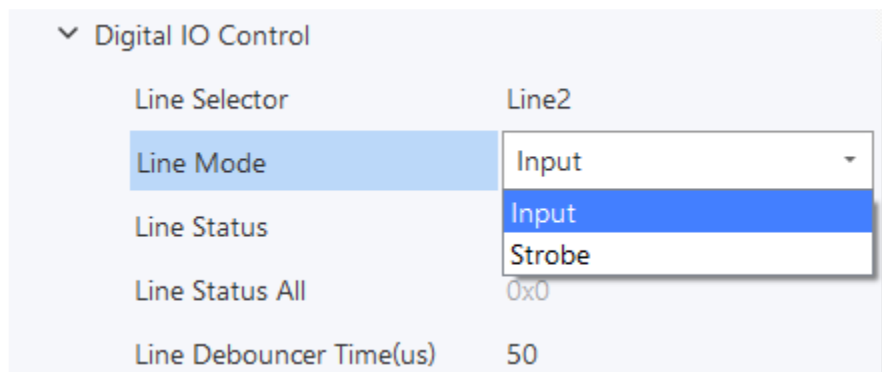 Digital IO Control
Line Selector Line2
Line Mode Input
Line Status Input
Strobe
Line Status All 0x0
Line Debouncer Time(us) 50